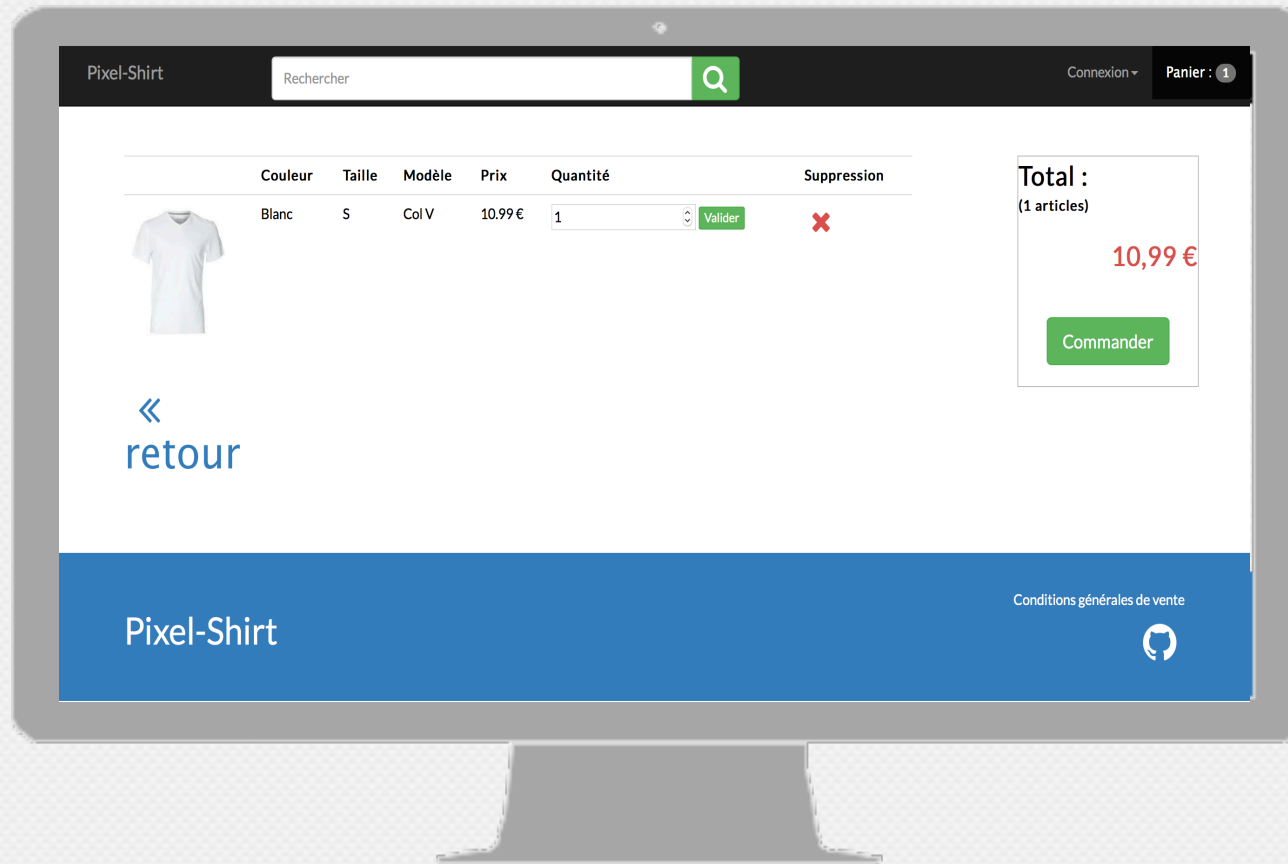 Pixel-Shirt Rechercher Connexion Panier : 1
Couleur Taille Modèle Prix Quantité Suppression
Blanc S Col V 10.99 € 1 Valider
Total :
(1 articles)
10,99 €
Commander
«
retour
Pixel-Shirt
Conditions générales de vente